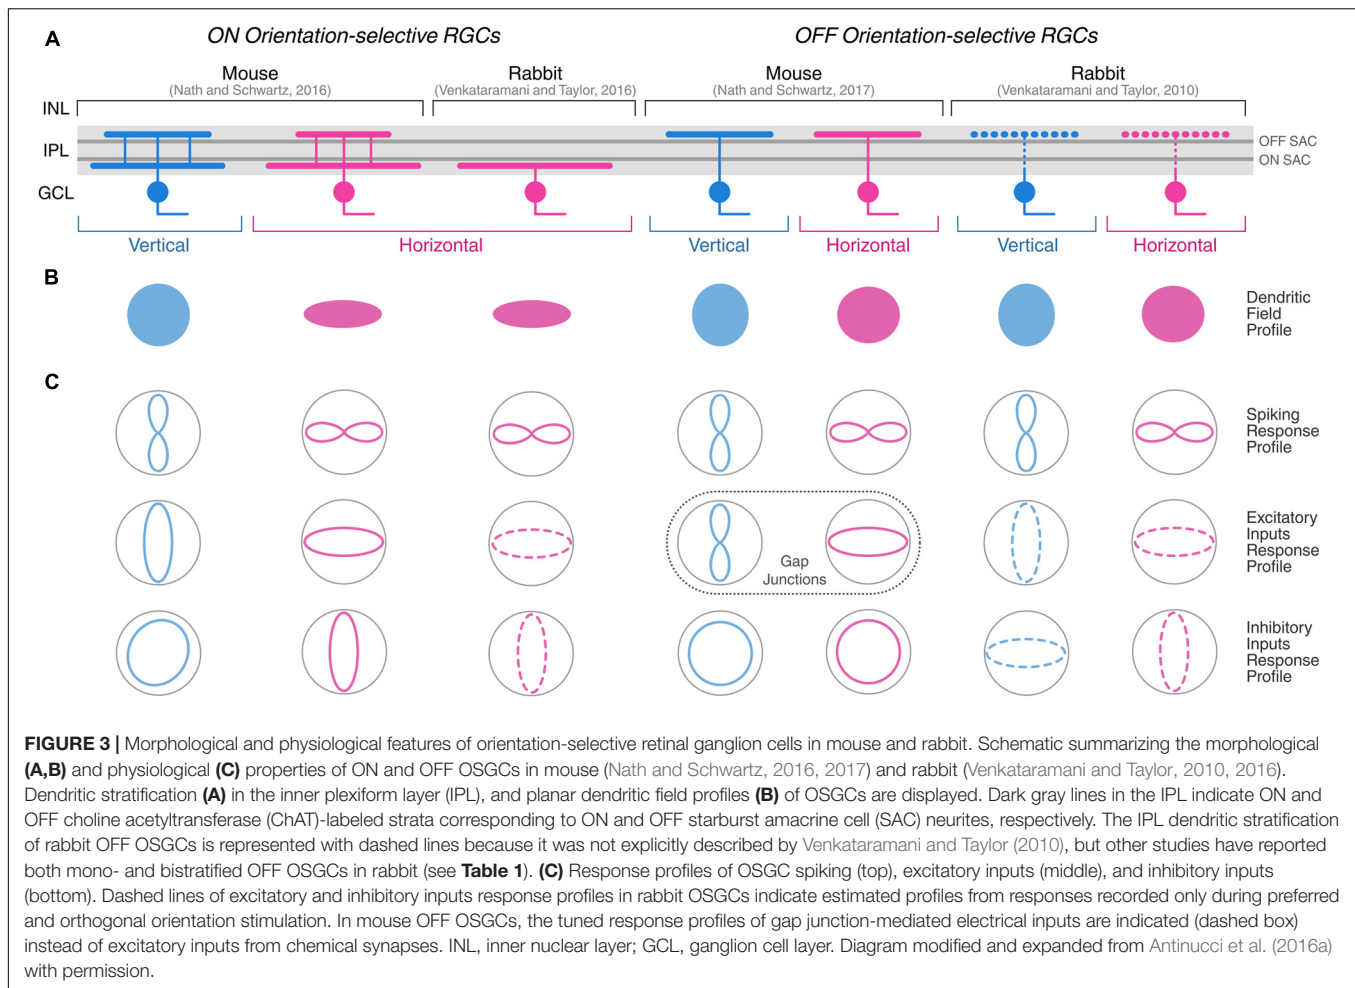 A
ON Orientation-selective RGCs
OFF Orientation-selective RGCs
Mouse
(Nath and Schwartz, 2016)
Rabbit
(Venkataramani and Taylor, 2016)
Mouse
(Nath and Schwartz, 2017)
Rabbit
(Venkataramani and Taylor, 2010)
INL
IPL
GCL
OFF SAC
ON SAC
Vertical
Horizontal
Vertical
Horizontal
Vertical
Horizontal
B
Dendritic
Field
Profile
C
Spiking
Response
Profile
Gap
Junctions
Excitatory
Inputs
Response
Profile
Inhibitory
Inputs
Response
Profile
FIGURE 3 | Morphological and physiological features of orientation-selective retinal ganglion cells in mouse and rabbit. Schematic summarizing the morphological
(A,B) and physiological (C) properties of ON and OFF OSGCs in mouse (Nath and Schwartz, 2016, 2017) and rabbit (Venkataramani and Taylor, 2010, 2016).
Dendritic stratification (A) in the inner plexiform layer (IPL), and planar dendritic field profiles (B) of OSGCs are displayed. Dark gray lines in the IPL indicate ON and
OFF choline acetyltransferase (ChAT)-labeled strata corresponding to ON and OFF starburst amacrine cell (SAC) neurites, respectively. The IPL dendritic stratification
of rabbit OFF OSGCs is represented with dashed lines because it was not explicitly described by Venkataramani and Taylor (2010), but other studies have reported
both mono- and bistratified OFF OSGCs in rabbit (see Table 1). (C) Response profiles of OSGC spiking (top), excitatory inputs (middle), and inhibitory inputs
(bottom). Dashed lines of excitatory and inhibitory inputs response profiles in rabbit OSGCs indicate estimated profiles from responses recorded only during preferred
and orthogonal orientation stimulation. In mouse OFF OSGCs, the tuned response profiles of gap junction-mediated electrical inputs are indicated (dashed box)
instead of excitatory inputs from chemical synapses. INL, inner nuclear layer; GCL, ganglion cell layer. Diagram modified and expanded from Antinucci et al. (2016a)
with permission.